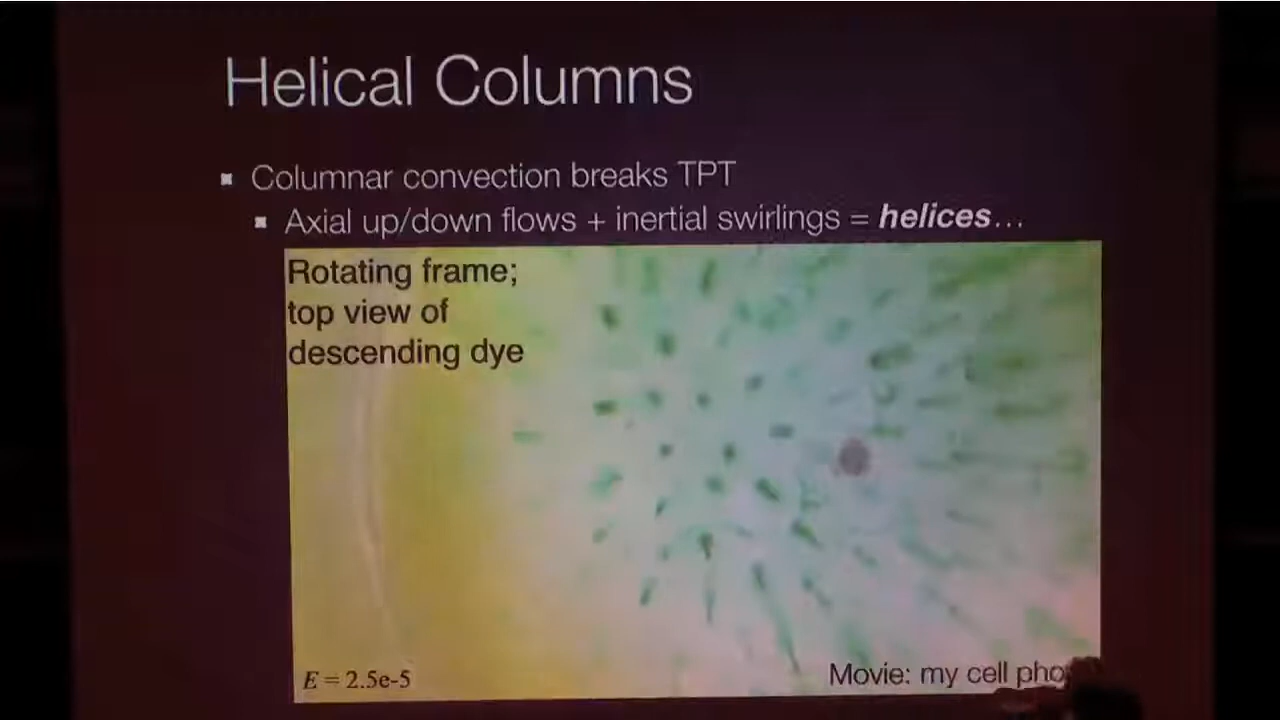 Helical Columns
Columnar convection breaks TPT
Axial up/down flows + inertial swirlings = helices...
Rotating frame;
top view of
descending dye
E = 2.5e-5
Movie: my cell pho